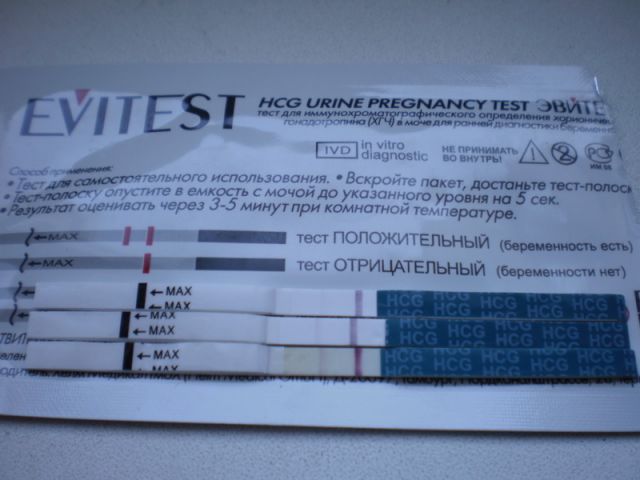 EVITEST HCG URINE PREGNANCY TEST ЭВИТЕ
тест для иммунохроматографического определения хорионич
гонадотропина (ХГЧ) в моче для ранней диагностики беремен
IVD in vitro diagnostic НЕ ПРИНИМАТЬ ВО ВНУТРЬ!
Способ применения:
• Тест для самостоятельного использования. • Вскройте пакет, достаньте тест-полоск
• Тест-полоску опустите в емкость с мочой до указанного уровня на 5 сек.
• Результат оценивать через 3-5 минут при комнатной температуре.
←MAX тест ПОЛОЖИТЕЛЬНЫЙ (беременность есть)
←MAX тест ОТРИЦАТЕЛЬНЫЙ (беременности нет)
←MAX HCG HCG HCG HCG
←MAX HCG HCG HCG HCG
←MAX HCG HCG HCG HCG